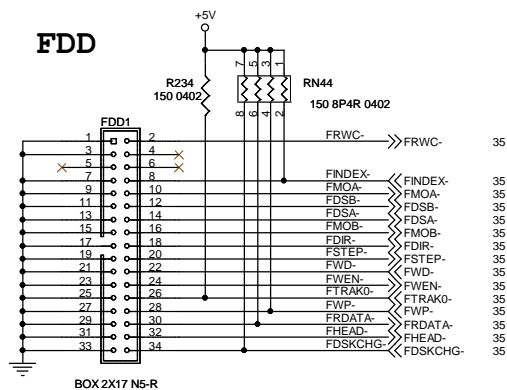 FDD
+5V
R234
150 0402
7 5 3 1
RN44
150 8P4R 0402
8 6 4 2
FDD1
1 2 FRWC- FRWC- 35
3 4
5 6
7 8 FINDEX- FINDEX- 35
9 10 FMOA- FMOA- 35
11 12 FDSB- FDSB- 35
13 14 FDSA- FDSA- 35
15 16 FMOB- FMOB- 35
17 18 FDIR- FDIR- 35
19 20 FSTEP- FSTEP- 35
21 22 FWD- FWD- 35
23 24 FWEN- FWEN- 35
25 26 FTRAK0- FTRAK0- 35
27 28 FWP- FWP- 35
29 30 FRDATA- FRDATA- 35
31 32 FHEAD- FHEAD- 35
33 34 FDSKCHG- FDSKCHG- 35
BOX 2X17 N5-R